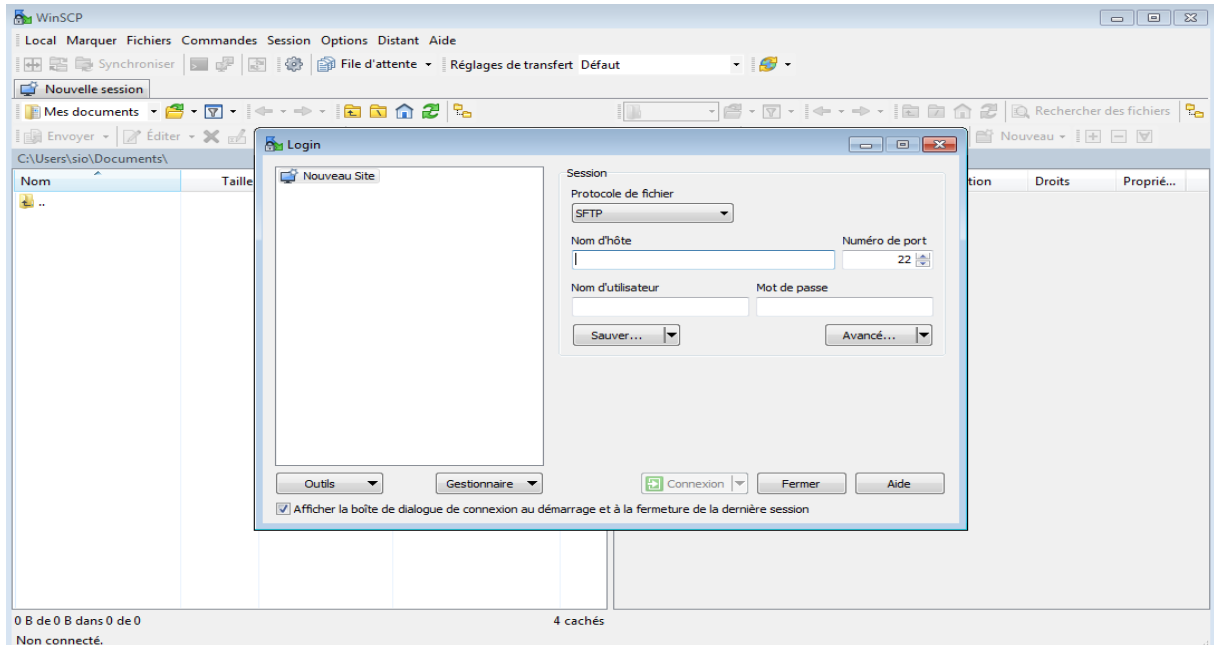 WinSCP
Local Marquer Fichiers Commandes Session Options Distant Aide
Synchroniser File d'attente Réglages de transfert Défaut
Nouvelle session
Mes documents Rechercher des fichiers
Envoyer Éditer Nouveau
C:\Users\sio\Documents\
Nom Taille tion Droits Proprié...
..
Login
Nouveau Site
Session
Protocole de fichier
SFTP
Nom d'hôte Numéro de port
22
Nom d'utilisateur Mot de passe
Sauver... Avancé...
Outils Gestionnaire Connexion Fermer Aide
Afficher la boîte de dialogue de connexion au démarrage et à la fermeture de la dernière session
0 B de 0 B dans 0 de 0 4 cachés
Non connecté.